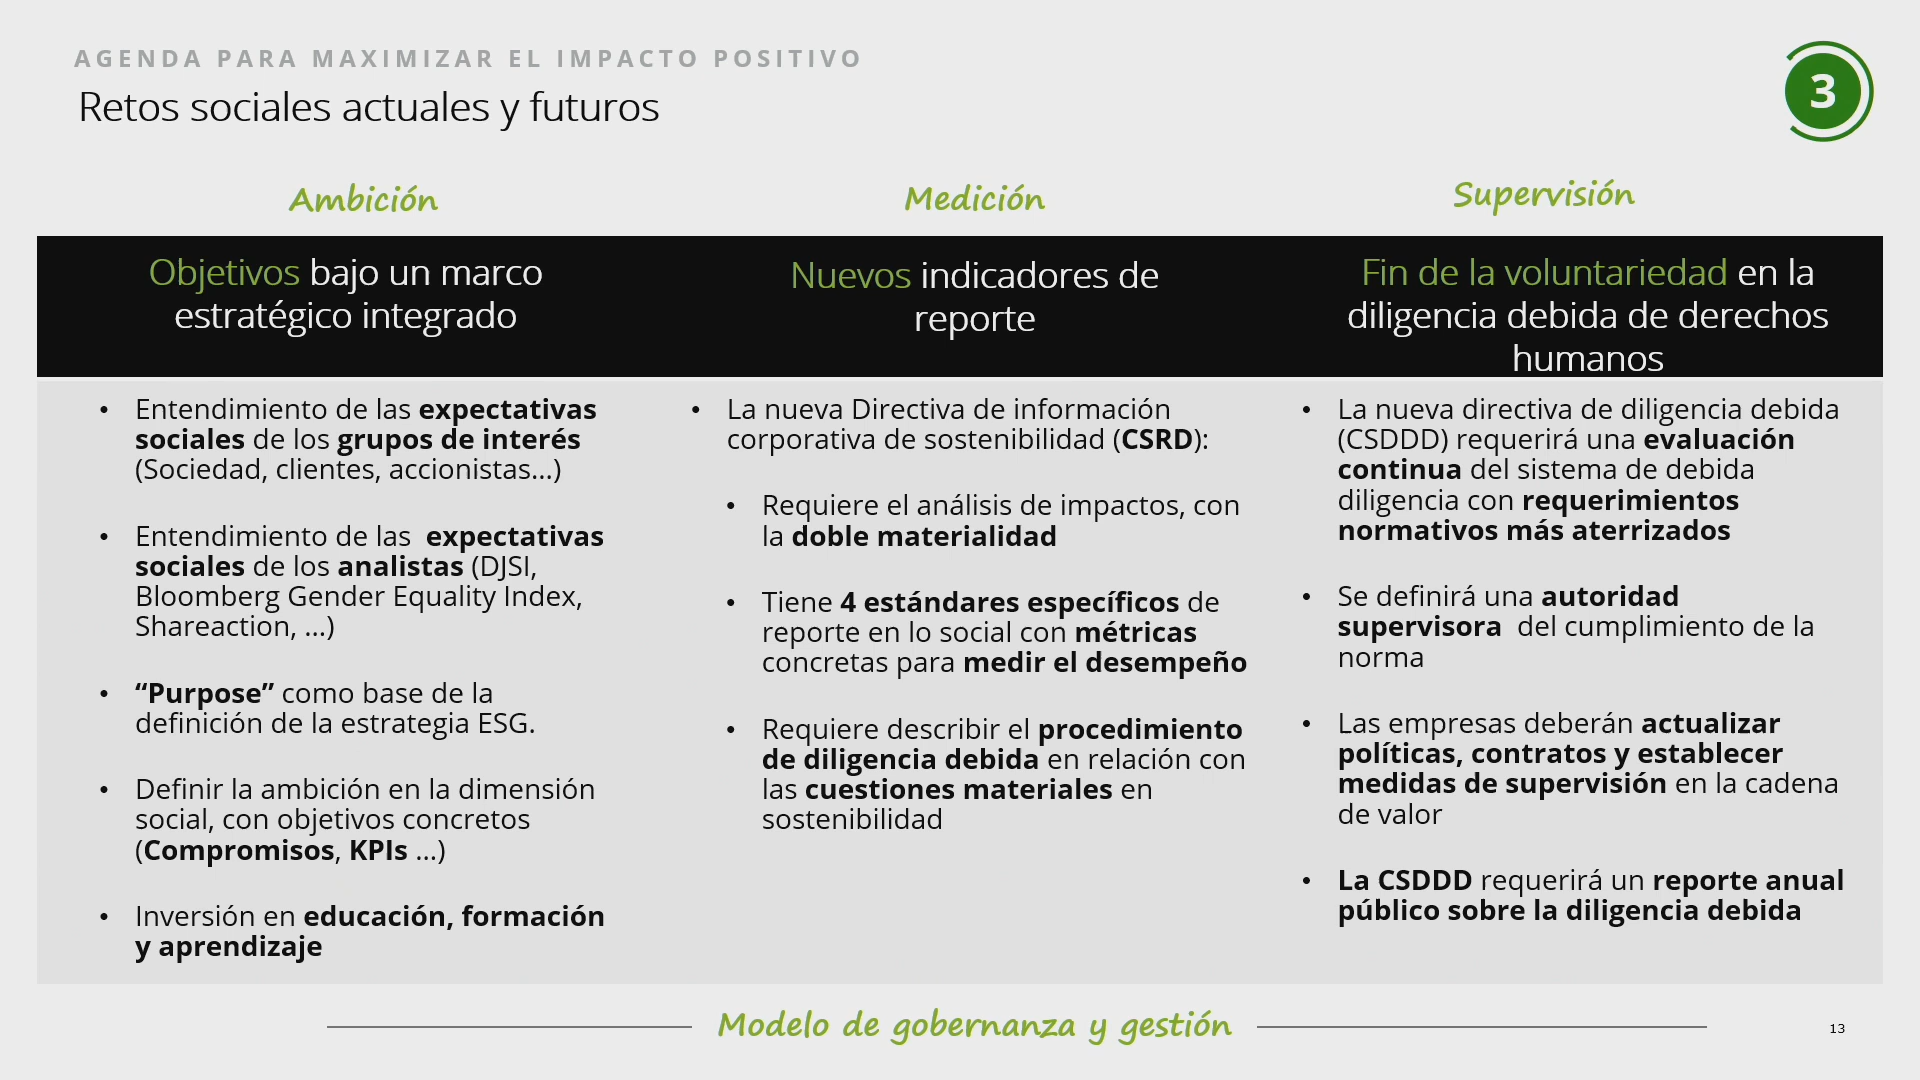 AGENDA PARA MAXIMIZAR EL IMPACTO POSITIVO
Retos sociales actuales y futuros
3
Ambición
Objetivos bajo un marco
estratégico integrado
• Entendimiento de las expectativas
sociales de los grupos de interés
(Sociedad, clientes, accionistas...)
• Entendimiento de las  expectativas
sociales de los analistas (DJSI,
Bloomberg Gender Equality Index,
Shareaction, ...)
• “Purpose” como base de la
definición de la estrategia ESG.
• Definir la ambición en la dimensión
social, con objetivos concretos
(Compromisos, KPIs ...)
• Inversión en educación, formación
y aprendizaje
Medición
Nuevos indicadores de
reporte
• La nueva Directiva de información
corporativa de sostenibilidad (CSRD):
• Requiere el análisis de impactos, con
la doble materialidad
• Tiene 4 estándares específicos de
reporte en lo social con métricas
concretas para medir el desempeño
• Requiere describir el procedimiento
de diligencia debida en relación con
las cuestiones materiales en
sostenibilidad
Supervisión
Fin de la voluntariedad en la
diligencia debida de derechos
humanos
• La nueva directiva de diligencia debida
(CSDDD) requerirá una evaluación
continua del sistema de debida
diligencia con requerimientos
normativos más aterrizados
• Se definirá una autoridad
supervisora  del cumplimiento de la
norma
• Las empresas deberán actualizar
políticas, contratos y establecer
medidas de supervisión en la cadena
de valor
• La CSDDD requerirá un reporte anual
público sobre la diligencia debida
Modelo de gobernanza y gestión
13